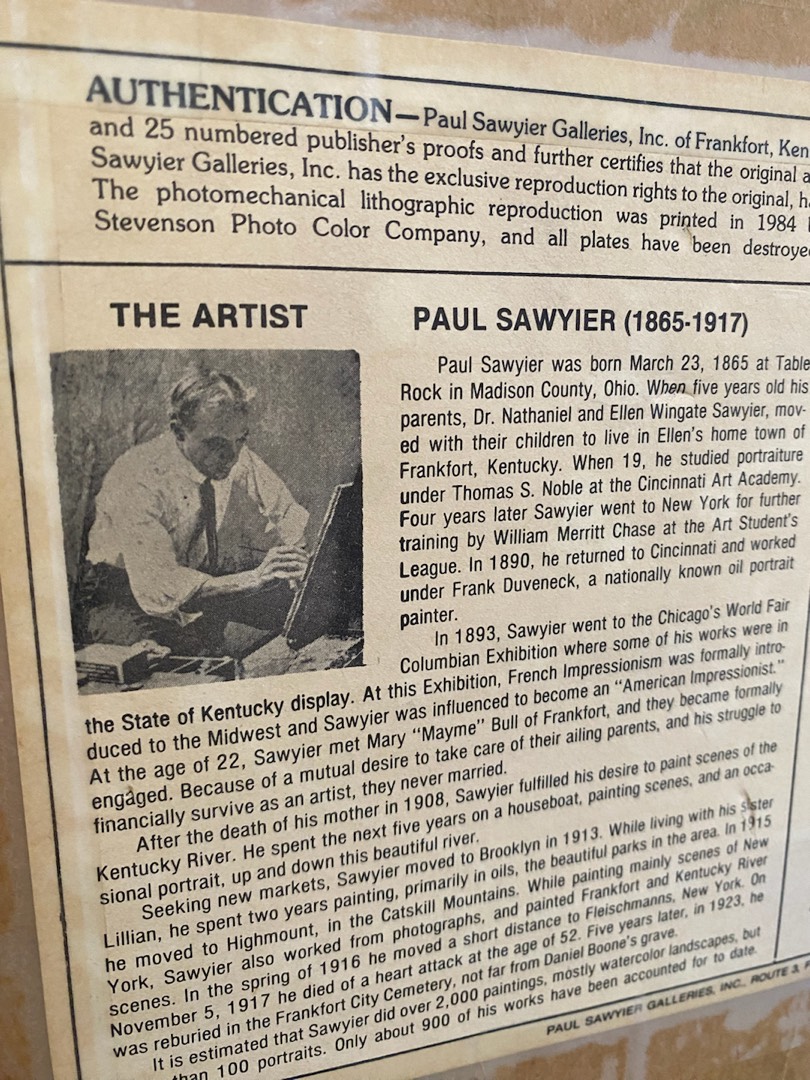 AUTHENTICATION—Paul Sawyier Galleries, Inc. of Frankfort, Ken
and 25 numbered publisher's proofs and further certifies that the original a
Sawyier Galleries, Inc. has the exclusive reproduction rights to the original, h
The photomechanical lithographic reproduction was printed in 1984
Stevenson Photo Color Company, and all plates have been destroye
THE ARTIST
PAUL SAWYIER (1865-1917)
Paul Sawyier was born March 23, 1865 at Table
Rock in Madison County, Ohio. When five years old his
parents, Dr. Nathaniel and Ellen Wingate Sawyier, mov-
ed with their children to live in Ellen's home town of
Frankfort, Kentucky. When 19, he studied portraiture
under Thomas S. Noble at the Cincinnati Art Academy.
Four years later Sawyier went to New York for further
training by William Merritt Chase at the Art Student's
League. In 1890, he returned to Cincinnati and worked
under Frank Duveneck, a nationally known oil portrait
painter.
In 1893, Sawyier went to the Chicago's World Fair
Columbian Exhibition where some of his works were in
the State of Kentucky display. At this Exhibition, French Impressionism was formally intro-
duced to the Midwest and Sawyier was influenced to become an "American Impressionist."
At the age of 22, Sawyier met Mary "Mayme" Bull of Frankfort, and they became formally
engaged. Because of a mutual desire to take care of their ailing parents, and his struggle to
financially survive as an artist, they never married.
After the death of his mother in 1908, Sawyier fulfilled his desire to paint scenes of the
Kentucky River. He spent the next five years on a houseboat, painting scenes, and an occa-
sional portrait, up and down this beautiful river.
Seeking new markets, Sawyier moved to Brooklyn in 1913. While living with his sister
Lillian, he spent two years painting, primarily in oils, the beautiful parks in the area. In 1915
he moved to Highmount, in the Catskill Mountains. While painting mainly scenes of New
York, Sawyier also worked from photographs, and painted Frankfort and Kentucky River
scenes. In the spring of 1916 he moved a short distance to Fleischmanns, New York. On
November 5, 1917 he died of a heart attack at the age of 52. Five years later, in 1923, he
was reburied in the Frankfort City Cemetery, not far from Daniel Boone's grave.
It is estimated that Sawyier did over 2,000 paintings, mostly watercolor landscapes, but
than 100 portraits. Only about 900 of his works have been accounted for to date.
PAUL SAWYIER GALLERIES, INC., ROUTE 3,